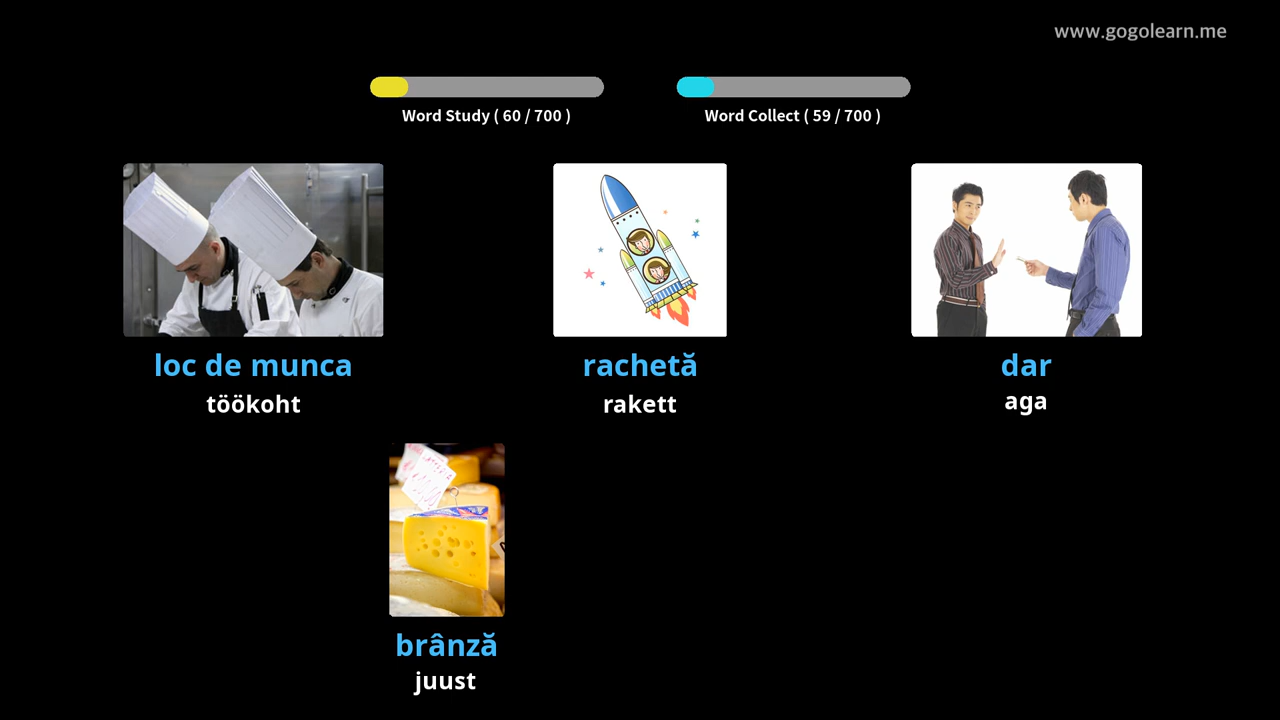 www.gogolearn.me
Word Study ( 60 / 700 )
Word Collect ( 59 / 700 )
loc de munca
töökoht
rachetă
rakett
dar
aga
brânză
juust